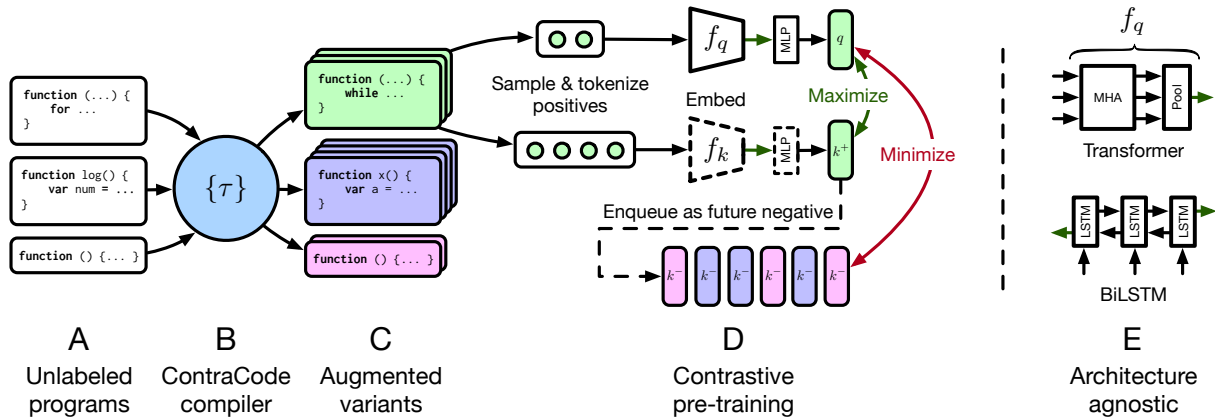 function (...) {
for ...
}
function log() {
var num = ...
}
function () {... }
{τ}
function (...) {
while ...
}
function x() {
var a = ...
}
function () {... }
Sample & tokenize
positives
f_q
MLP
q
Embed
f_k
MLP
k⁺
Maximize
Minimize
Enqueue as future negative
k⁻
k⁻
k⁻
k⁻
k⁻
k⁻
f_q
MHA
Pool
Transformer
LSTM
LSTM
LSTM
BiLSTM
A
Unlabeled
programs
B
ContraCode
compiler
C
Augmented
variants
D
Contrastive
pre-training
E
Architecture
agnostic